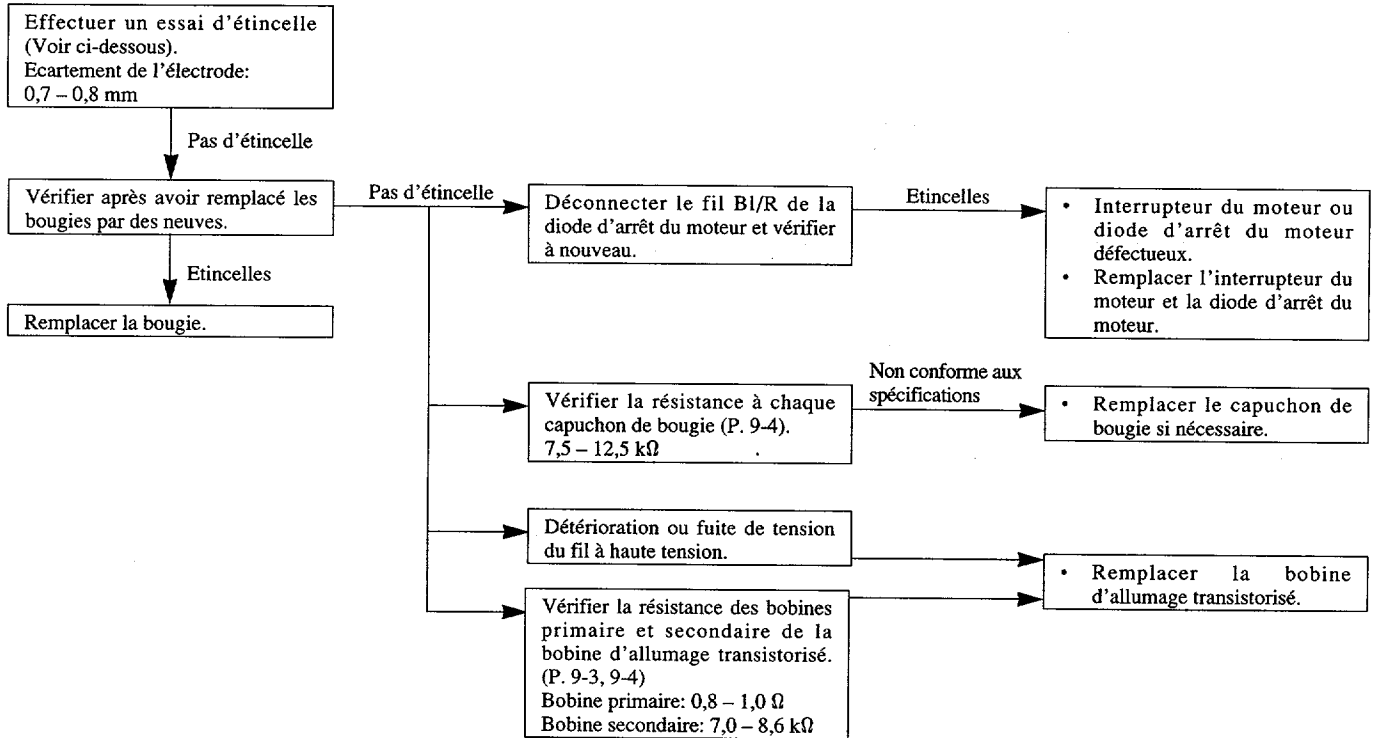 Effectuer un essai d'étincelle
(Voir ci-dessous).
Ecartement de l'électrode:
0,7 – 0,8 mm
Pas d'étincelle
Vérifier après avoir remplacé les
bougies par des neuves.
Etincelles
Remplacer la bougie.
Pas d'étincelle
Déconnecter le fil Bl/R de la
diode d'arrêt du moteur et vérifier
à nouveau.
Etincelles
• Interrupteur du moteur ou
diode d'arrêt du moteur
défectueux.
• Remplacer l'interrupteur du
moteur et la diode d'arrêt du
moteur.
Vérifier la résistance à chaque
capuchon de bougie (P. 9-4).
7,5 – 12,5 kΩ
Non conforme aux
spécifications
• Remplacer le capuchon de
bougie si nécessaire.
Détérioration ou fuite de tension
du fil à haute tension.
Vérifier la résistance des bobines
primaire et secondaire de la
bobine d'allumage transistorisé.
(P. 9-3, 9-4)
Bobine primaire: 0,8 – 1,0 Ω
Bobine secondaire: 7,0 – 8,6 kΩ
• Remplacer la bobine
d'allumage transistorisé.